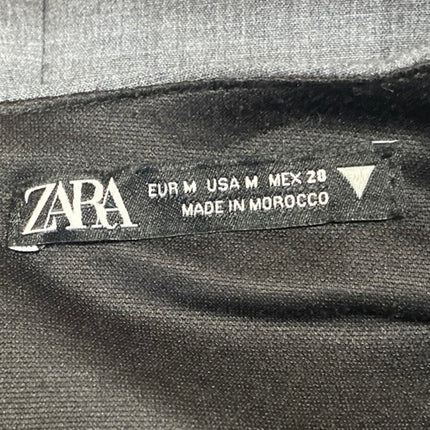 ZARA
EUR M USA M MEX 28
MADE IN MOROCCO